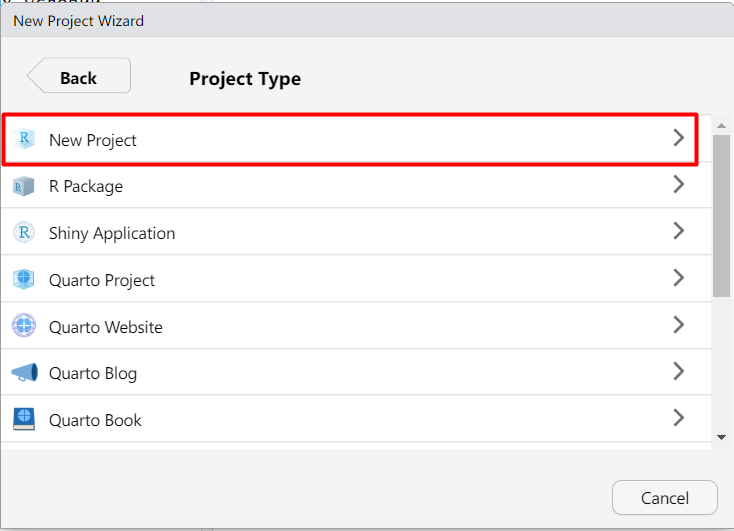 New Project Wizard
Back
Project Type
R New Project
R R Package
R Shiny Application
Quarto Project
Quarto Website
Quarto Blog
Quarto Book
Cancel